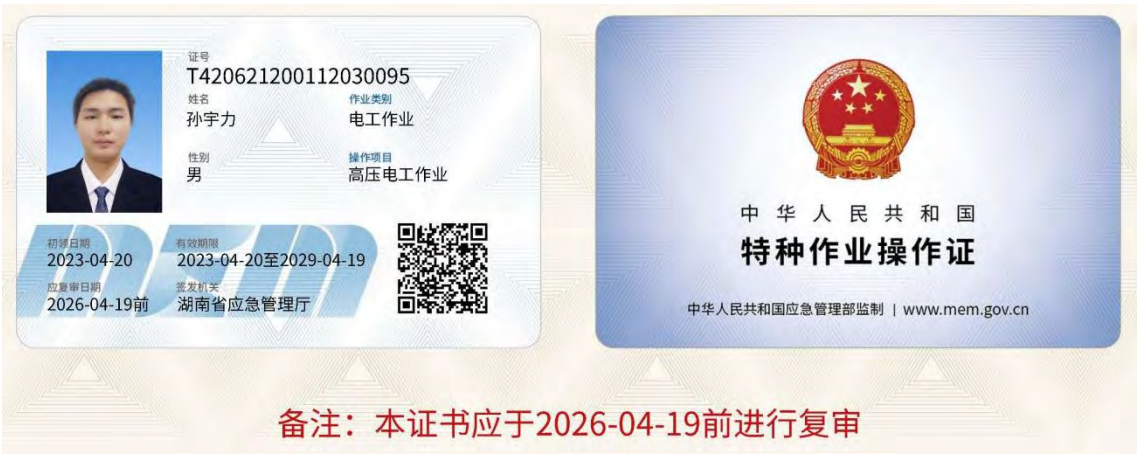 证号
T420621200112030095
姓名
作业类别
孙宇力
电工作业
性别
操作项目
男
高压电工作业
初领日期
有效期限
2023-04-20
2023-04-20至2029-04-19
应复审日期
签发机关
2026-04-19前
湖南省应急管理厅
中华人民共和国
特种作业操作证
中华人民共和国应急管理部监制 | www.mem.gov.cn
备注：本证书应于2026-04-19前进行复审